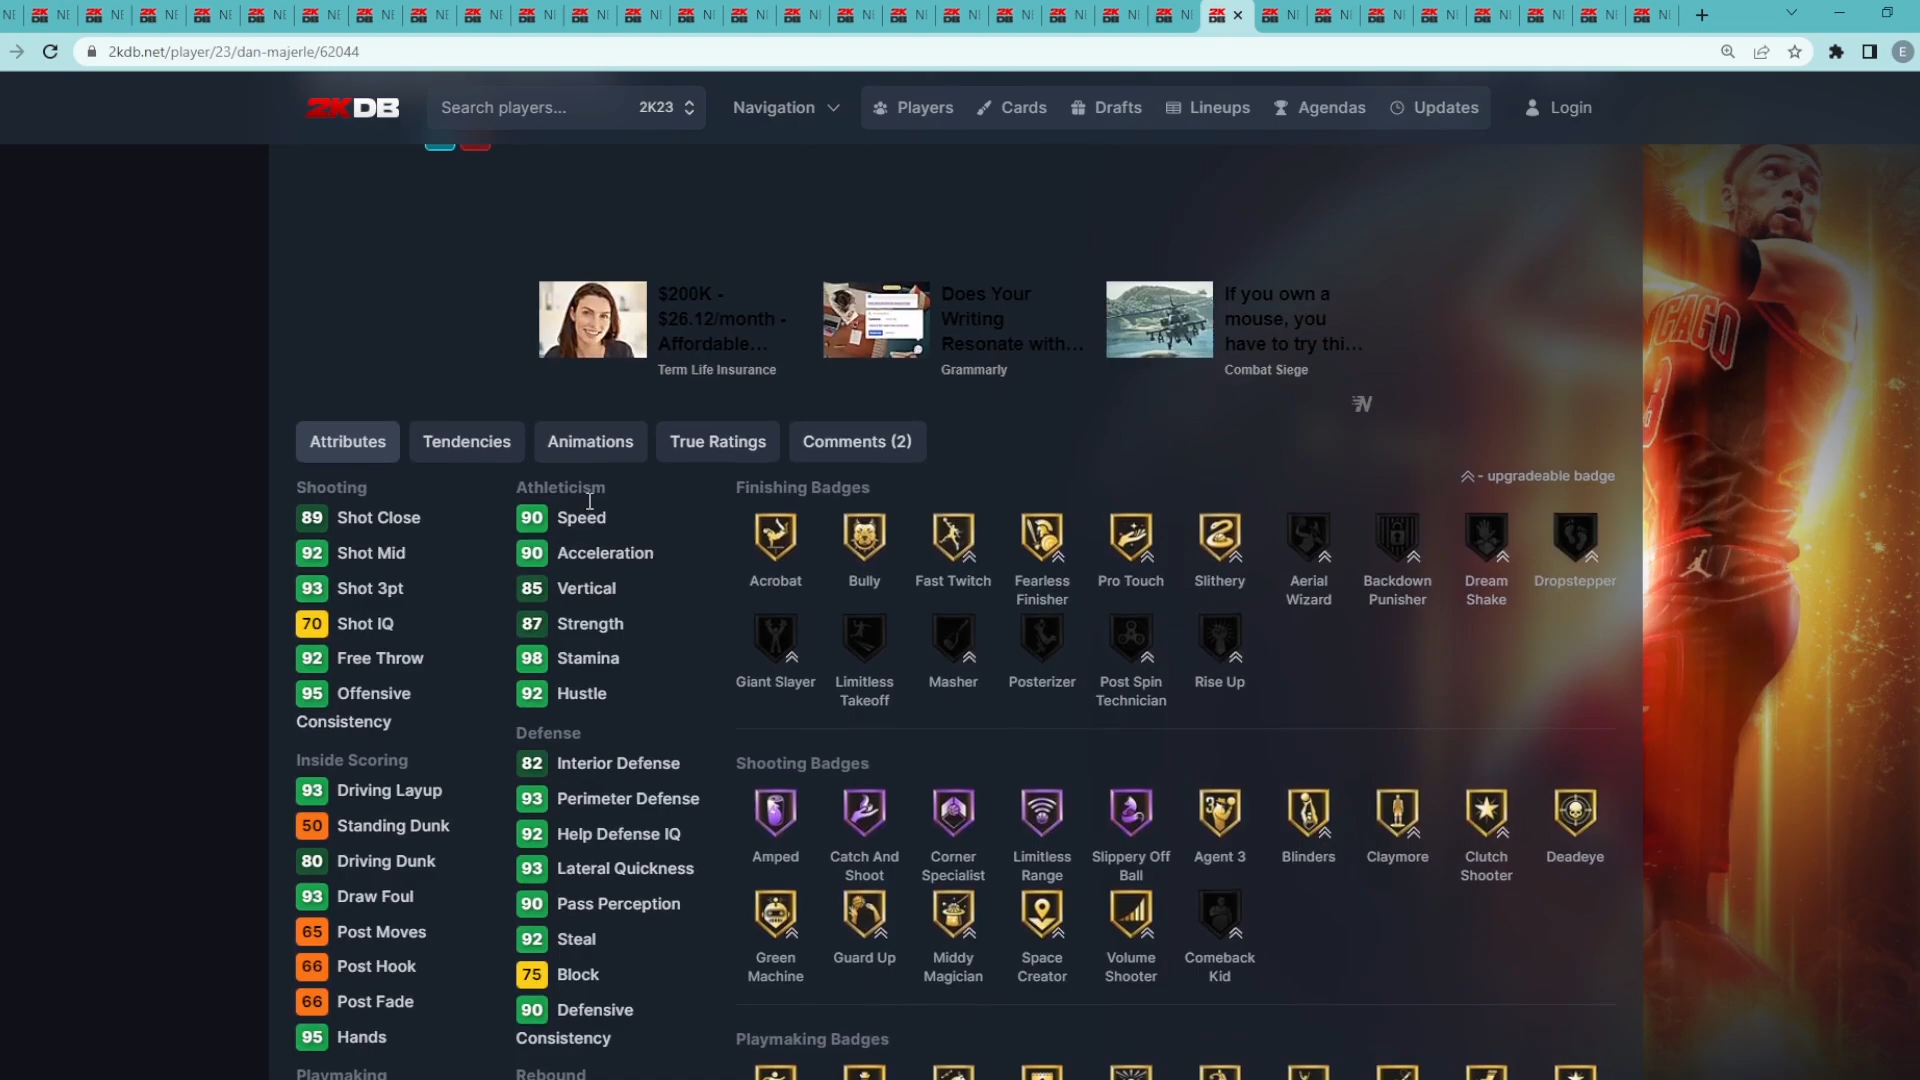 2kdb.net/player/23/dan-majerle/62044
E
2KDB
Search players...
2K23
Navigation
Players
Cards
Drafts
Lineups
Agendas
Updates
Login
$200K -
$26.12/month -
Affordable...
Term Life Insurance
Does Your
Writing
Resonate with...
Grammarly
If you own a
mouse, you
have to try thi...
Combat Siege
Attributes
Tendencies
Animations
True Ratings
Comments (2)
- upgradeable badge
Shooting
89 Shot Close
92 Shot Mid
93 Shot 3pt
70 Shot IQ
92 Free Throw
95 Offensive
Consistency
Inside Scoring
93 Driving Layup
50 Standing Dunk
80 Driving Dunk
93 Draw Foul
65 Post Moves
66 Post Hook
66 Post Fade
95 Hands
Playmaking
Athleticism
90 Speed
90 Acceleration
85 Vertical
87 Strength
98 Stamina
92 Hustle
Defense
82 Interior Defense
93 Perimeter Defense
92 Help Defense IQ
93 Lateral Quickness
90 Pass Perception
92 Steal
75 Block
90 Defensive
Consistency
Rebound
Finishing Badges
Acrobat
Bully
Fast Twitch
Fearless
Finisher
Pro Touch
Slithery
Aerial
Wizard
Backdown
Punisher
Dream
Shake
Dropstepper
Giant Slayer
Limitless
Takeoff
Masher
Posterizer
Post Spin
Technician
Rise Up
Shooting Badges
Amped
Catch And
Shoot
Corner
Specialist
Limitless
Range
Slippery Off
Ball
Agent 3
Blinders
Claymore
Clutch
Shooter
Deadeye
Green
Machine
Guard Up
Middy
Magician
Space
Creator
Volume
Shooter
Comeback
Kid
Playmaking Badges